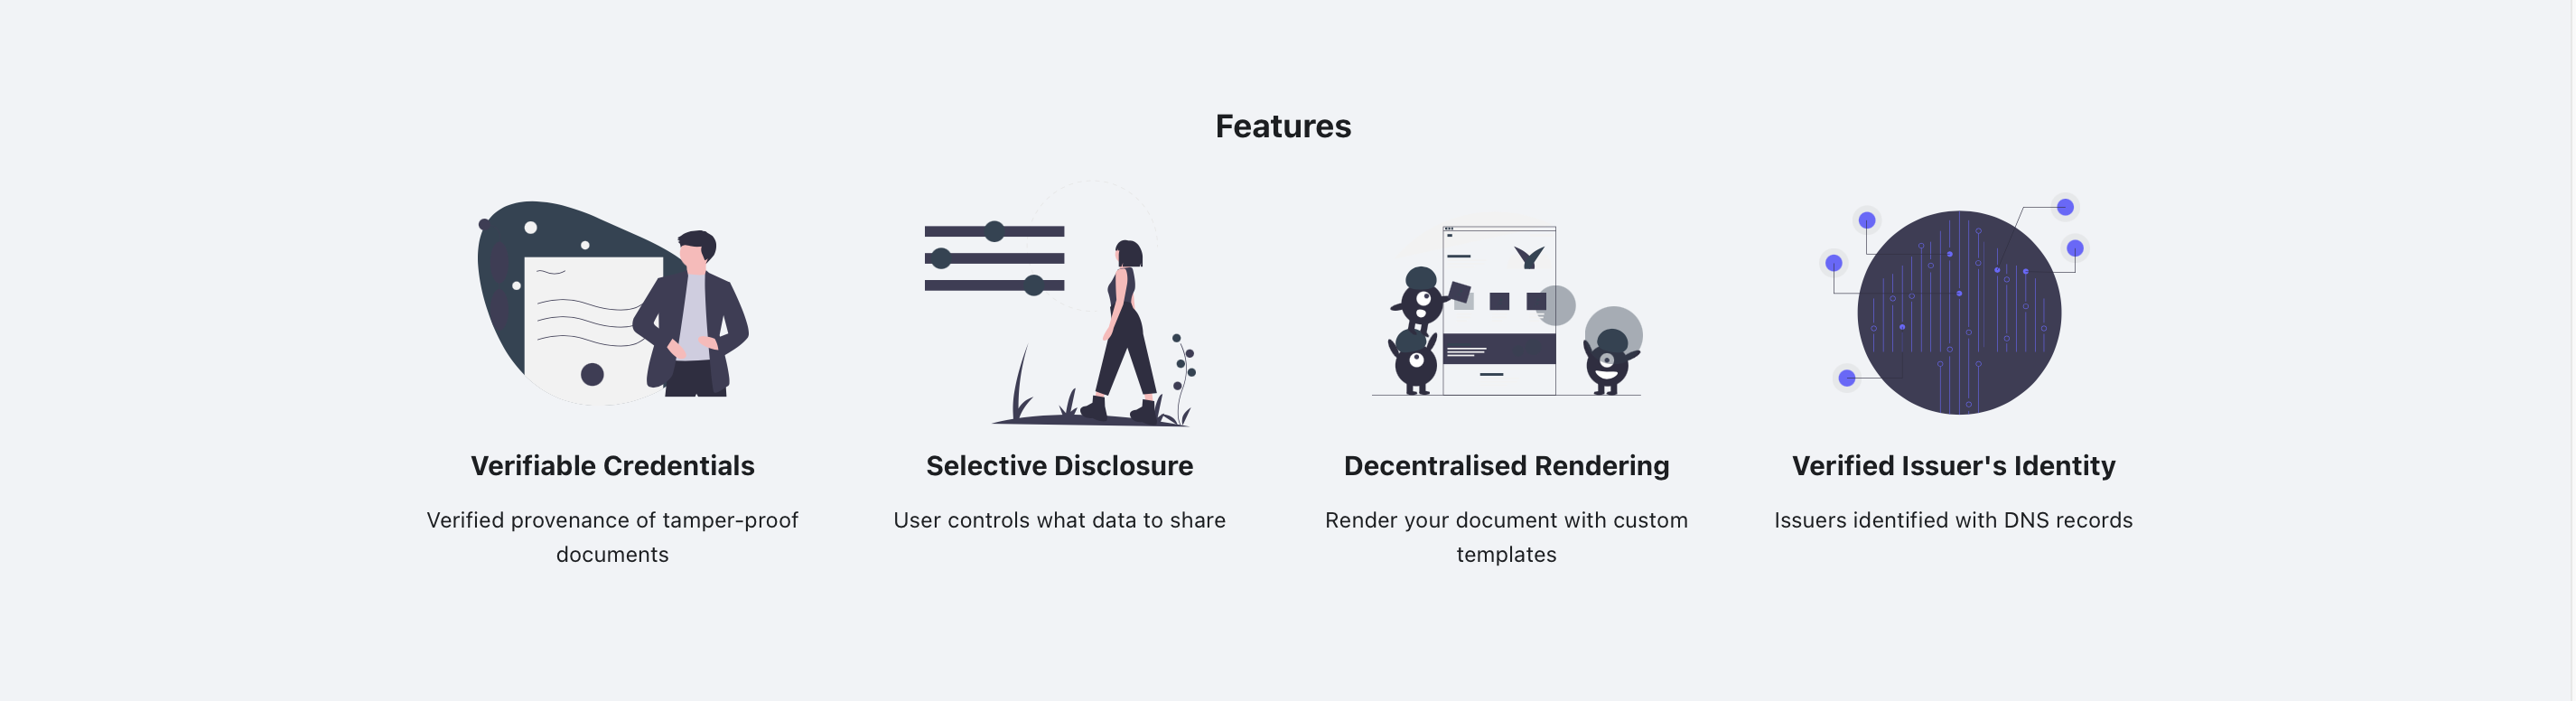 Features
Verifiable Credentials
Verified provenance of tamper-proof
documents
Selective Disclosure
User controls what data to share
Decentralised Rendering
Render your document with custom
templates
Verified Issuer's Identity
Issuers identified with DNS records